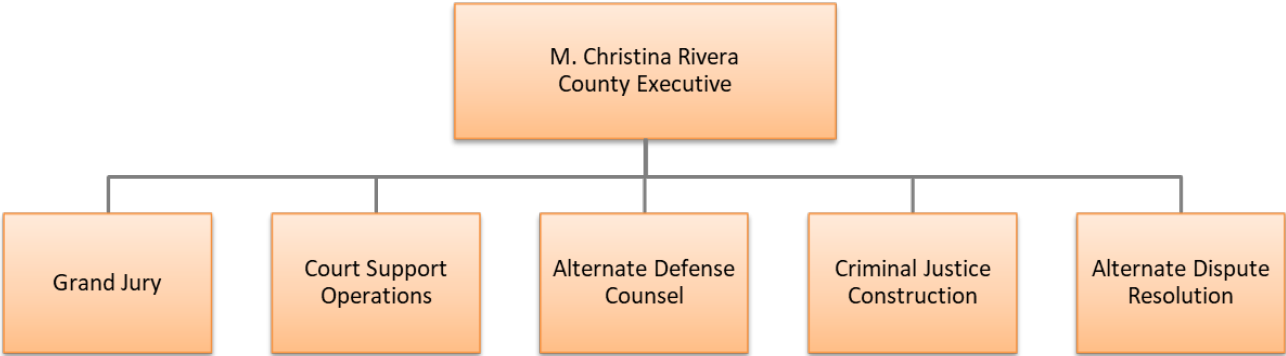 M. Christina Rivera
County Executive
Grand Jury
Court Support
Operations
Alternate Defense
Counsel
Criminal Justice
Construction
Alternate Dispute
Resolution